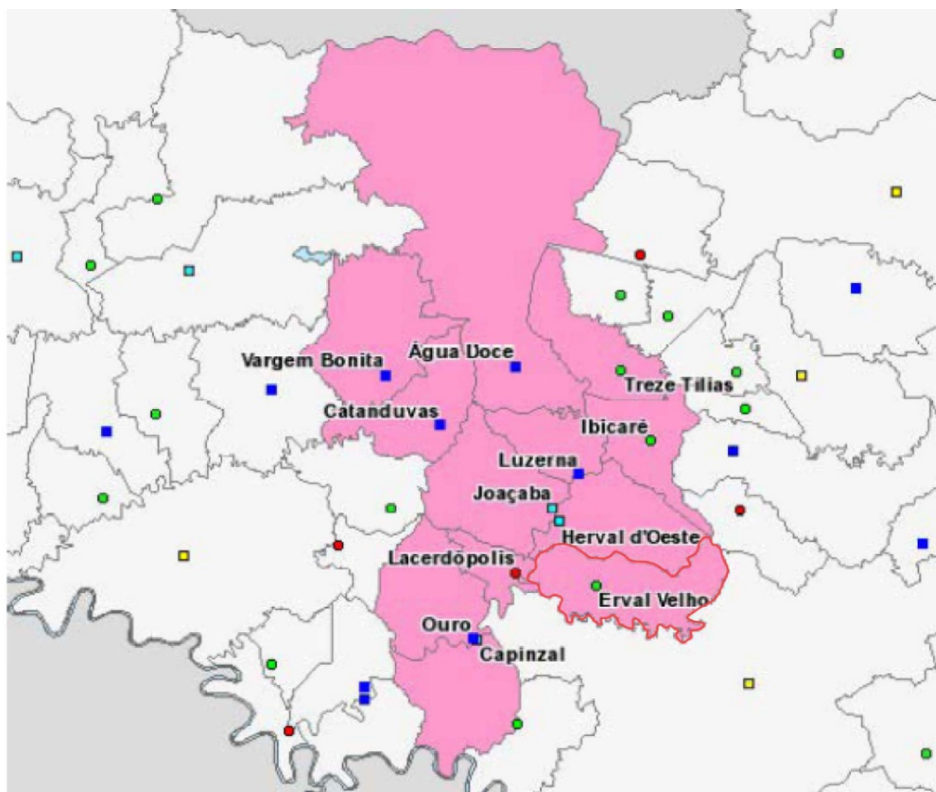 Vargem Bonita
Água Doce
Treze Tílias
Catanduvas
Ibicaré
Luzerna
Joaçaba
Herval d'Oeste
Lacerdópolis
Erval Velho
Ouro
Capinzal